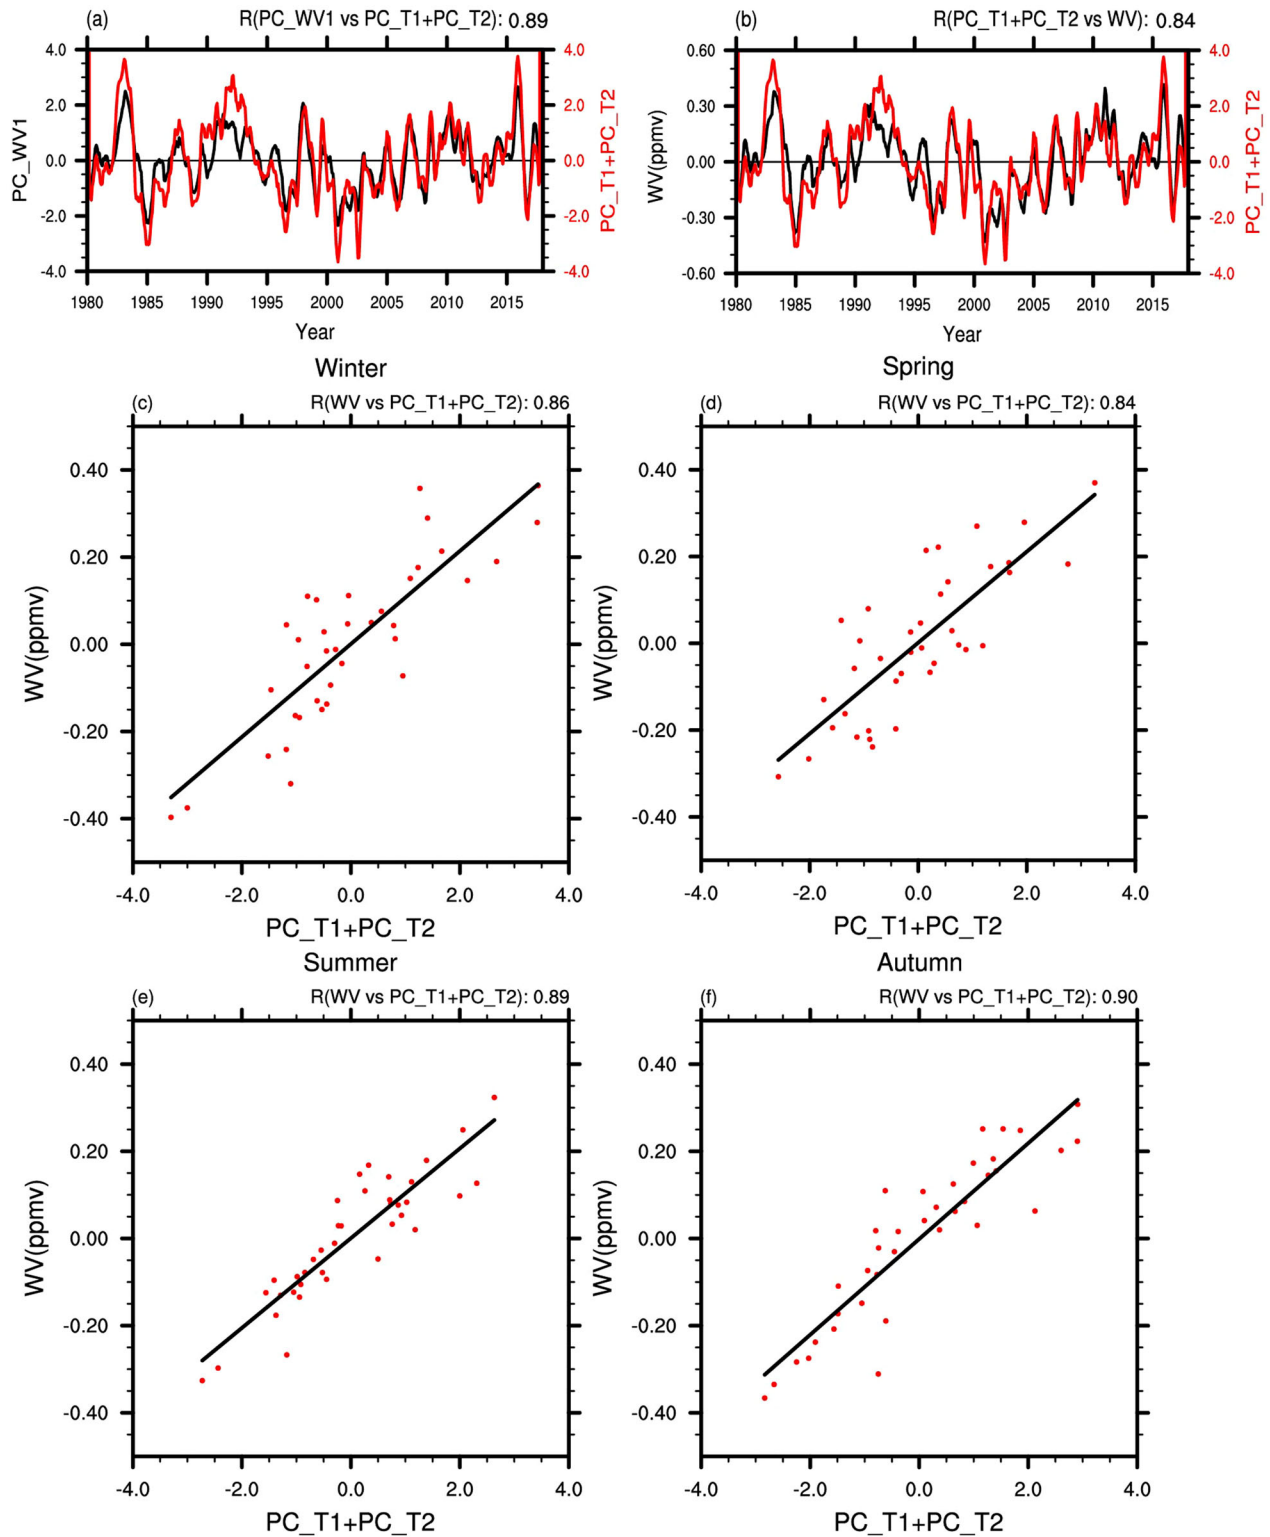 (a) R(PC_WV1 vs PC_T1+PC_T2): 0.89
4.0 2.0 0.0 -2.0 -4.0
PC_WV1
4.0 2.0 0.0 -2.0 -4.0
PC_T1+PC_T2
1980 1985 1990 1995 2000 2005 2010 2015
Year
(b) R(PC_T1+PC_T2 vs WV): 0.84
0.60 0.30 0.00 -0.30 -0.60
WV(ppmv)
4.0 2.0 0.0 -2.0 -4.0
PC_T1+PC_T2
1980 1985 1990 1995 2000 2005 2010 2015
Year
Winter
(c) R(WV vs PC_T1+PC_T2): 0.86
0.40 0.20 0.00 -0.20 -0.40
WV(ppmv)
-4.0 -2.0 0.0 2.0 4.0
PC_T1+PC_T2
Spring
(d) R(WV vs PC_T1+PC_T2): 0.84
0.40 0.20 0.00 -0.20 -0.40
WV(ppmv)
-4.0 -2.0 0.0 2.0 4.0
PC_T1+PC_T2
Summer
(e) R(WV vs PC_T1+PC_T2): 0.89
0.40 0.20 0.00 -0.20 -0.40
WV(ppmv)
-4.0 -2.0 0.0 2.0 4.0
PC_T1+PC_T2
Autumn
(f) R(WV vs PC_T1+PC_T2): 0.90
0.40 0.20 0.00 -0.20 -0.40
WV(ppmv)
-4.0 -2.0 0.0 2.0 4.0
PC_T1+PC_T2